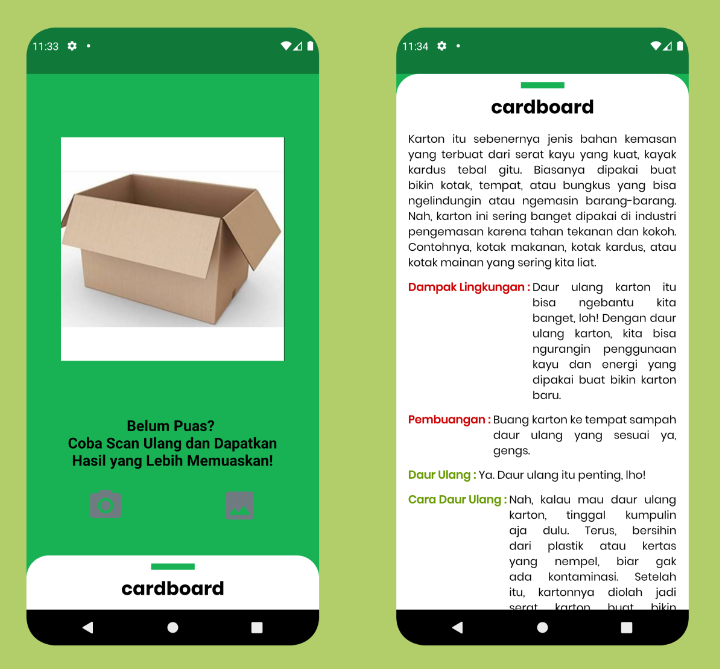 11:33
Belum Puas?
Coba Scan Ulang dan Dapatkan
Hasil yang Lebih Memuaskan!
cardboard
11:34
cardboard
Karton itu sebenernya jenis bahan kemasan
yang terbuat dari serat kayu yang kuat, kayak
kardus tebal gitu. Biasanya dipakai buat
bikin kotak, tempat, atau bungkus yang bisa
ngelindungin atau ngemasin barang-barang.
Nah, karton ini sering banget dipakai di industri
pengemasan karena tahan tekanan dan kokoh.
Contohnya, kotak makanan, kotak kardus, atau
kotak mainan yang sering kita liat.
Dampak Lingkungan : Daur ulang karton itu
bisa ngebantu kita
banget, loh! Dengan daur
ulang karton, kita bisa
ngurangin penggunaan
kayu dan energi yang
dipakai buat bikin karton
baru.
Pembuangan : Buang karton ke tempat sampah
daur ulang yang sesuai ya,
gengs.
Daur Ulang : Ya. Daur ulang itu penting, lho!
Cara Daur Ulang : Nah, kalau mau daur ulang
karton, tinggal kumpulin
aja dulu. Terus, bersihin
dari plastik atau kertas
yang nempel, biar gak
ada kontaminasi. Setelah
itu, kartonnya diolah jadi
serat karton buat bikin